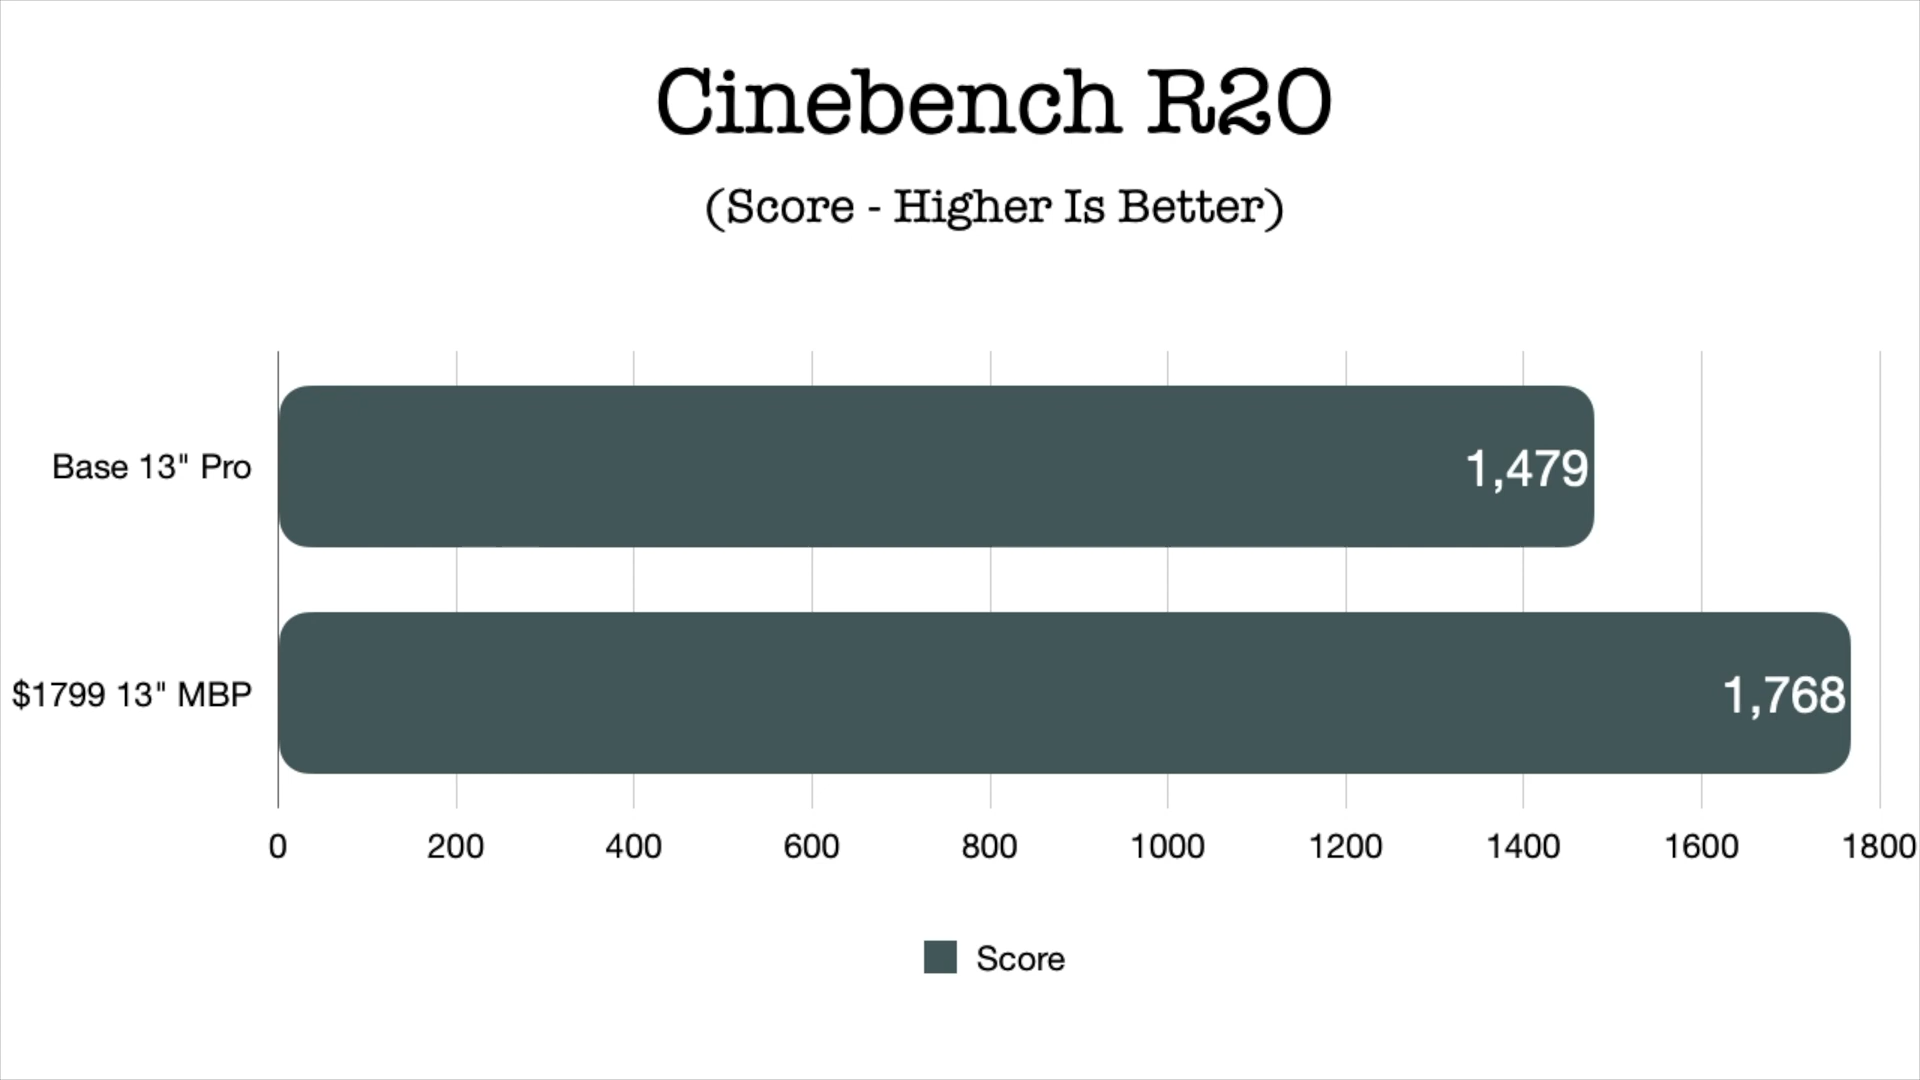 Cinebench R20
(Score - Higher Is Better)
Base 13" Pro
1,479
$1799 13" MBP
1,768
0 200 400 600 800 1000 1200 1400 1600 1800
Score